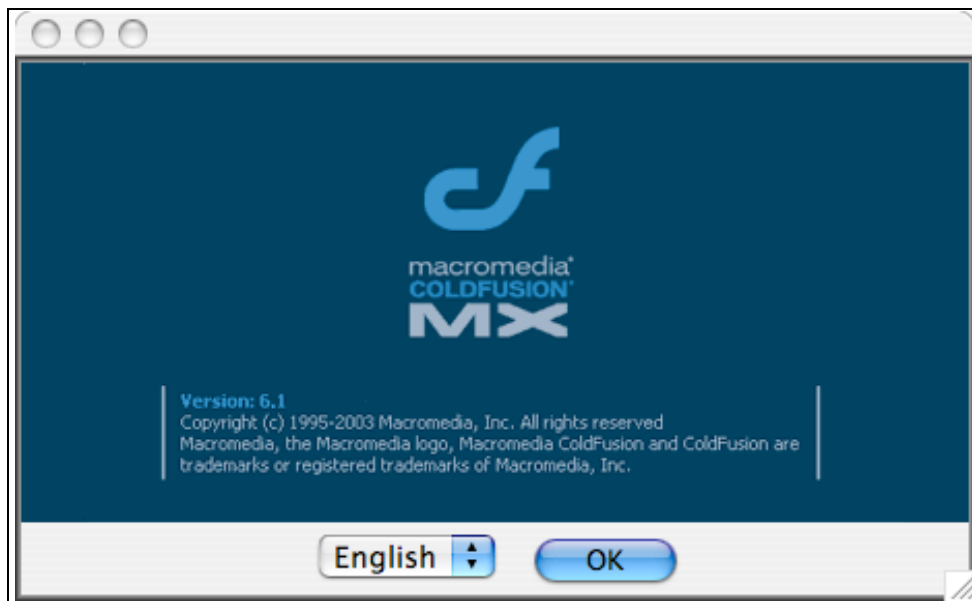 cf
macromedia®
COLDFUSION®
MX
Version: 6.1
Copyright (c) 1995-2003 Macromedia, Inc. All rights reserved
Macromedia, the Macromedia logo, Macromedia ColdFusion and ColdFusion are
trademarks or registered trademarks of Macromedia, Inc.
English
OK